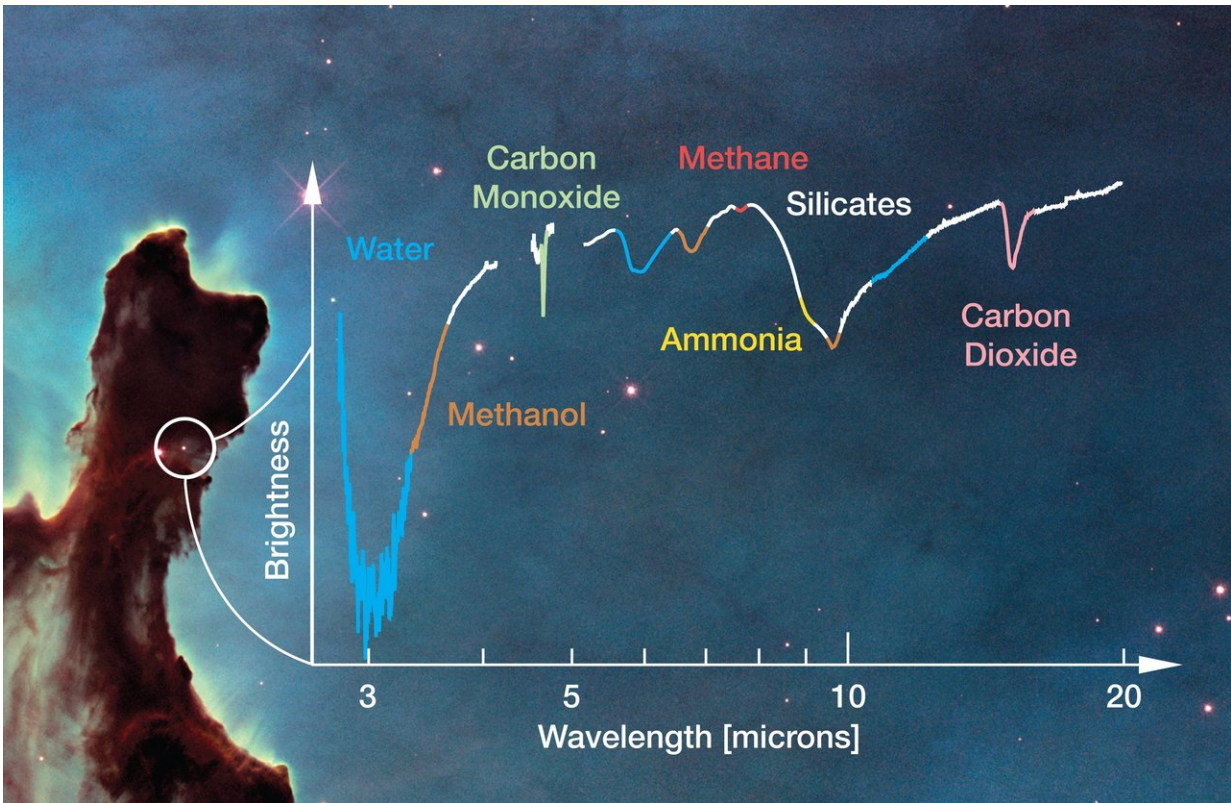 Carbon
Monoxide
Methane
Silicates
Water
Ammonia
Carbon
Dioxide
Methanol
Brightness
3
5
10
20
Wavelength [microns]